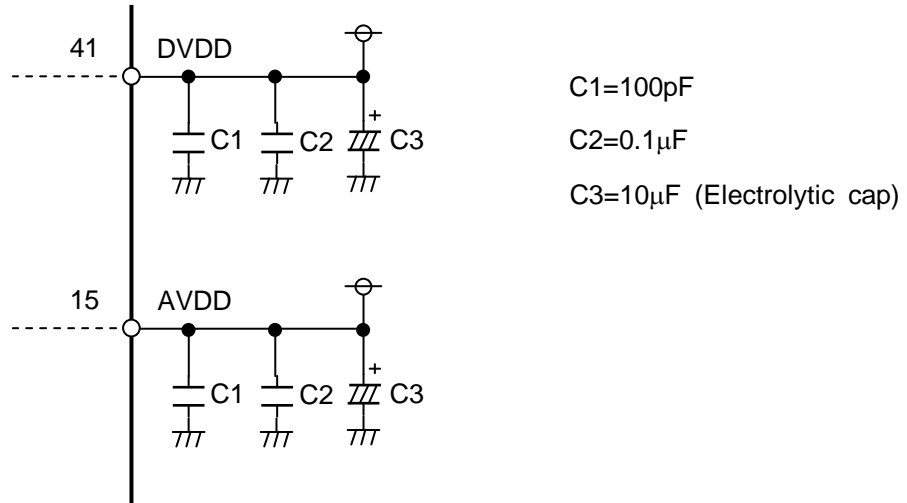 41 DVDD
C1 C2 + C3
C1=100pF
C2=0.1μF
C3=10μF (Electrolytic cap)
15 AVDD
C1 C2 + C3